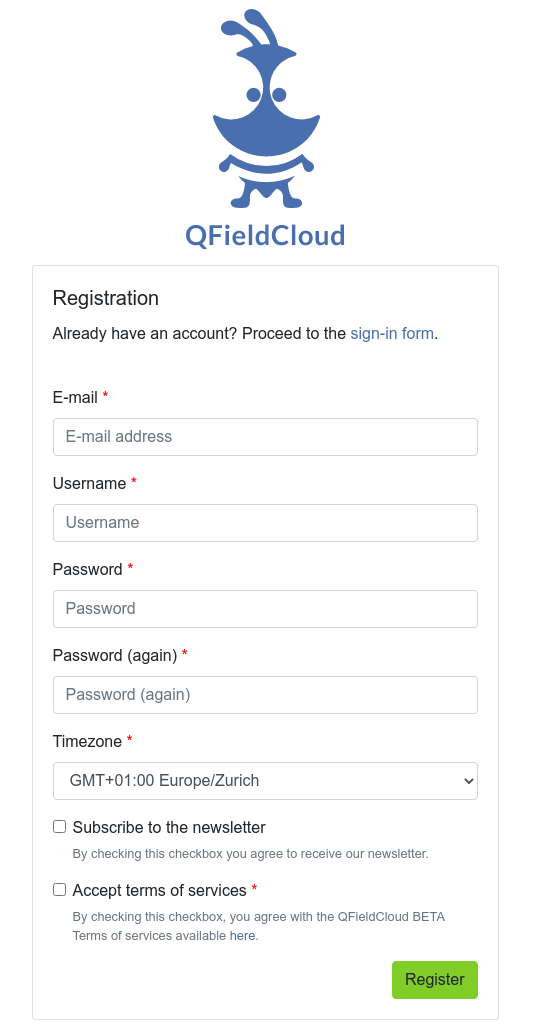 QFieldCloud
Registration
Already have an account? Proceed to the sign-in form.
E-mail *
E-mail address
Username *
Username
Password *
Password
Password (again) *
Password (again)
Timezone *
GMT+01:00 Europe/Zurich
Subscribe to the newsletter
By checking this checkbox you agree to receive our newsletter.
Accept terms of services *
By checking this checkbox, you agree with the QFieldCloud BETA
Terms of services available here.
Register